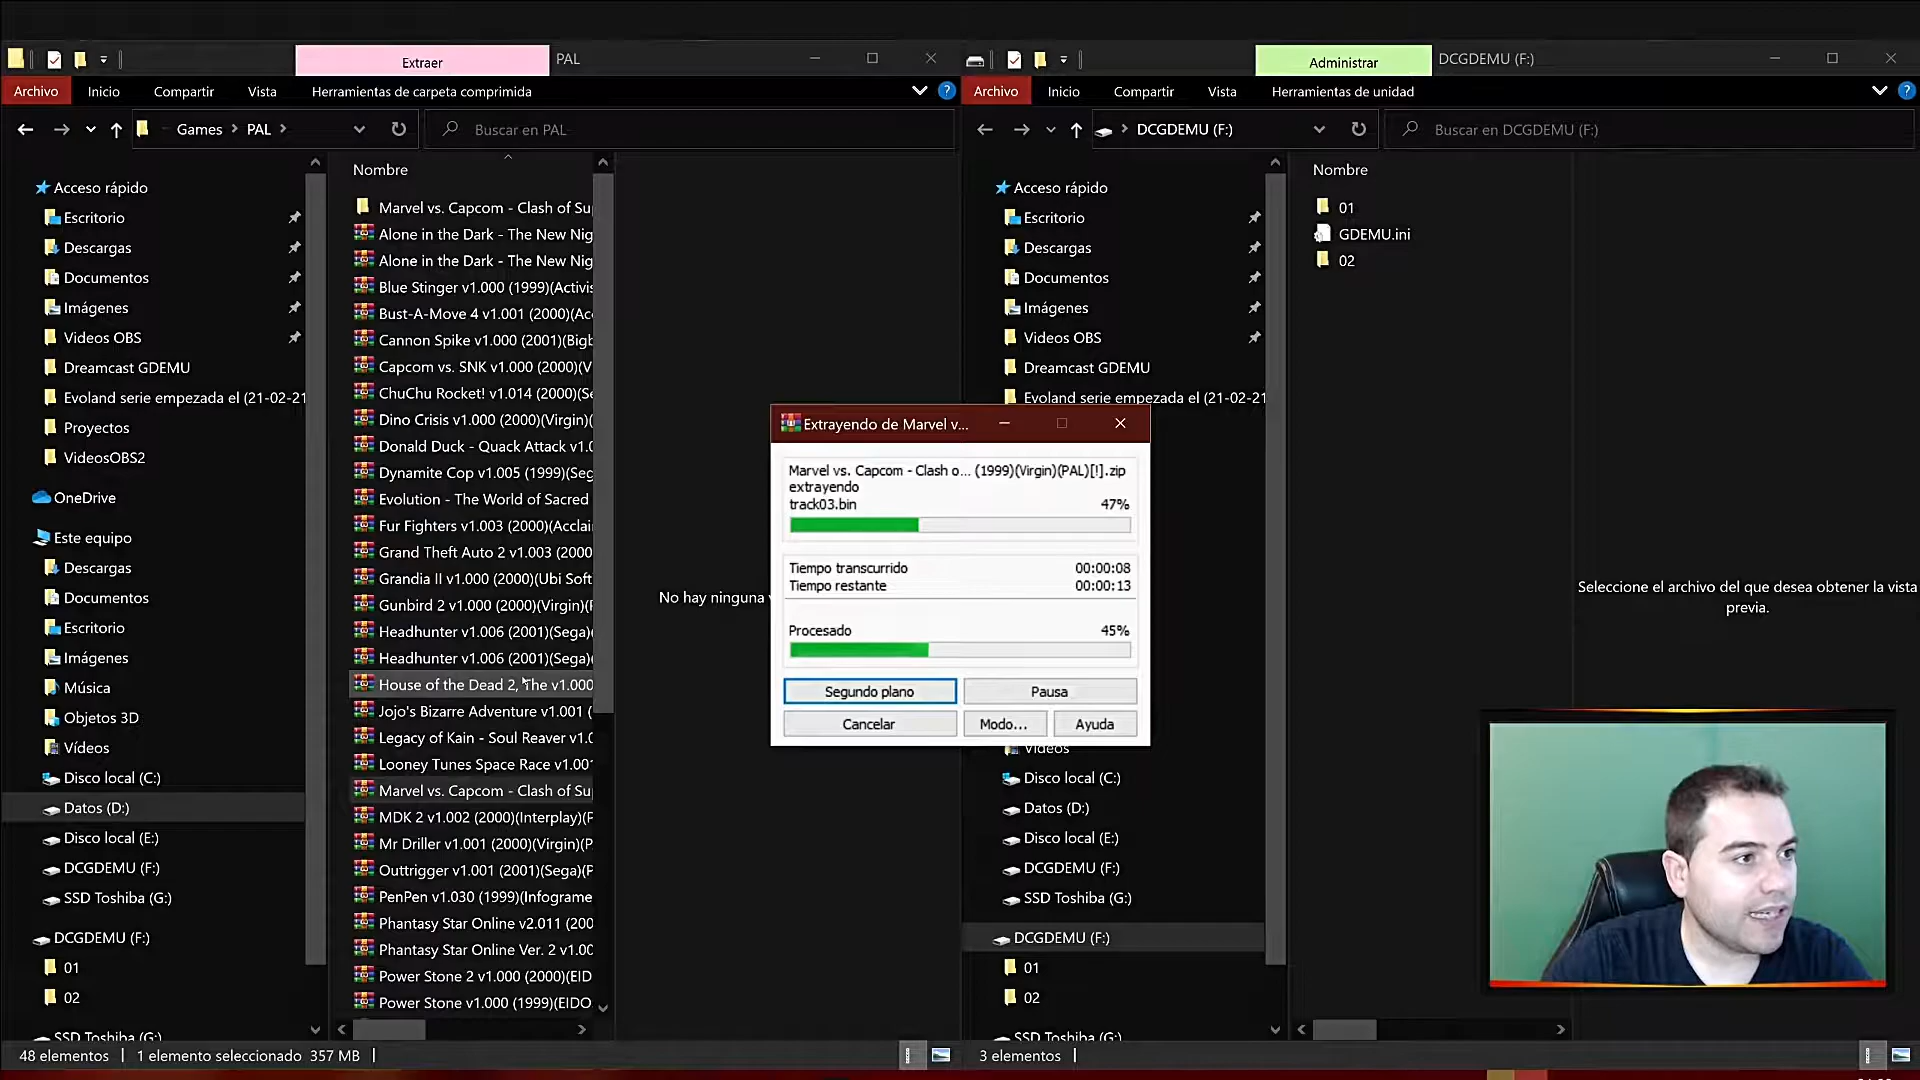 Extraer
PAL
Archivo
Inicio
Compartir
Vista
Herramientas de carpeta comprimida
Games
PAL
Buscar en PAL
Acceso rápido
Escritorio
Descargas
Documentos
Imágenes
Videos OBS
Dreamcast GDEMU
Evoland serie empezada el (21-02-21
Proyectos
VideosOBS2
OneDrive
Este equipo
Descargas
Documentos
Escritorio
Imágenes
Música
Objetos 3D
Vídeos
Disco local (C:)
Datos (D:)
Disco local (E:)
DCGDEMU (F:)
SSD Toshiba (G:)
DCGDEMU (F:)
01
02
SSD Toshiba (G:)
Nombre
Marvel vs. Capcom - Clash of Su
Alone in the Dark - The New Nig
Alone in the Dark - The New Nig
Blue Stinger v1.000 (1999)(Activis
Bust-A-Move 4 v1.001 (2000)(Ac
Cannon Spike v1.000 (2001)(Bigb
Capcom vs. SNK v1.000 (2000)(V
ChuChu Rocket! v1.014 (2000)(Se
Dino Crisis v1.000 (2000)(Virgin)(
Donald Duck - Quack Attack v1.0
Dynamite Cop v1.005 (1999)(Seg
Evolution - The World of Sacred
Fur Fighters v1.003 (2000)(Acclai
Grand Theft Auto 2 v1.003 (2000
Grandia II v1.000 (2000)(Ubi Soft
Gunbird 2 v1.000 (2000)(Virgin)(
Headhunter v1.006 (2001)(Sega)(
Headhunter v1.006 (2001)(Sega)(
House of the Dead 2, The v1.000
Jojo's Bizarre Adventure v1.001 (
Legacy of Kain - Soul Reaver v1.0
Looney Tunes Space Race v1.001
Marvel vs. Capcom - Clash of Su
MDK 2 v1.002 (2000)(Interplay)(P
Mr Driller v1.001 (2000)(Virgin)(P
Outtrigger v1.001 (2001)(Sega)(P
PenPen v1.030 (1999)(Infograme
Phantasy Star Online v2.011 (200
Phantasy Star Online Ver. 2 v1.00
Power Stone 2 v1.000 (2000)(EID
Power Stone v1.000 (1999)(EIDO
No hay ninguna
48 elementos
1 elemento seleccionado 357 MB
Extrayendo de Marvel v...
Marvel vs. Capcom - Clash o... (1999)(Virgin)(PAL)[!].zip
extrayendo
track03.bin 47%
Tiempo transcurrido 00:00:08
Tiempo restante 00:00:13
Procesado 45%
Segundo plano
Pausa
Cancelar
Modo...
Ayuda
Administrar
DCGDEMU (F:)
Archivo
Inicio
Compartir
Vista
Herramientas de unidad
DCGDEMU (F:)
Buscar en DCGDEMU (F:)
Acceso rápido
Escritorio
Descargas
Documentos
Imágenes
Videos OBS
Dreamcast GDEMU
Evoland serie empezada el (21-02-21
Vídeos
Disco local (C:)
Datos (D:)
Disco local (E:)
DCGDEMU (F:)
SSD Toshiba (G:)
DCGDEMU (F:)
01
02
SSD Toshiba (G:)
Nombre
01
GDEMU.ini
02
Seleccione el archivo del que desea obtener la vista
previa.
3 elementos